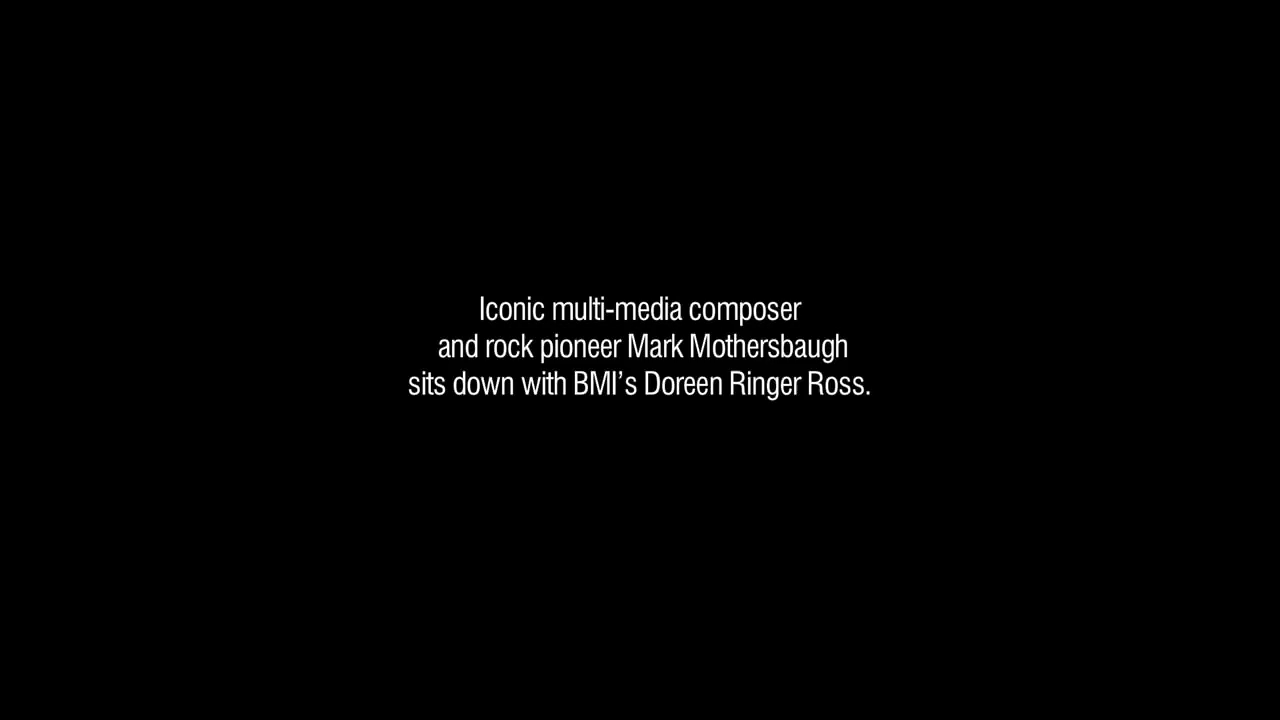 Iconic multi-media composer
and rock pioneer Mark Mothersbaugh
sits down with BMI’s Doreen Ringer Ross.